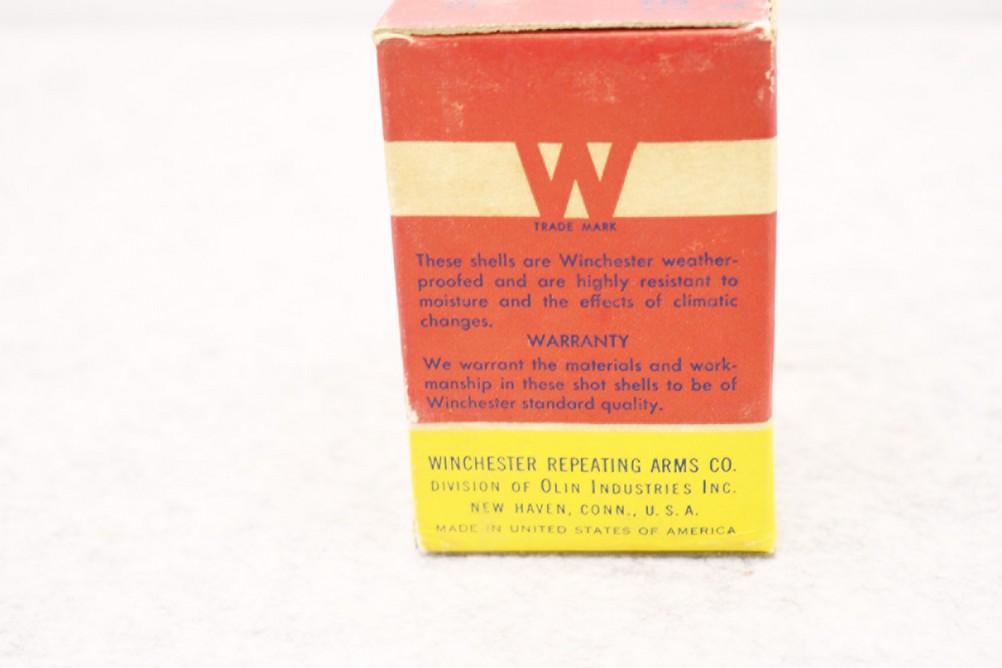 W
TRADE MARK
These shells are Winchester weather-
proofed and are highly resistant to
moisture and the effects of climatic
changes.
WARRANTY
We warrant the materials and work-
manship in these shot shells to be of
Winchester standard quality.
WINCHESTER REPEATING ARMS CO.
DIVISION OF OLIN INDUSTRIES INC.
NEW HAVEN, CONN., U. S. A.
MADE IN UNITED STATES OF AMERICA